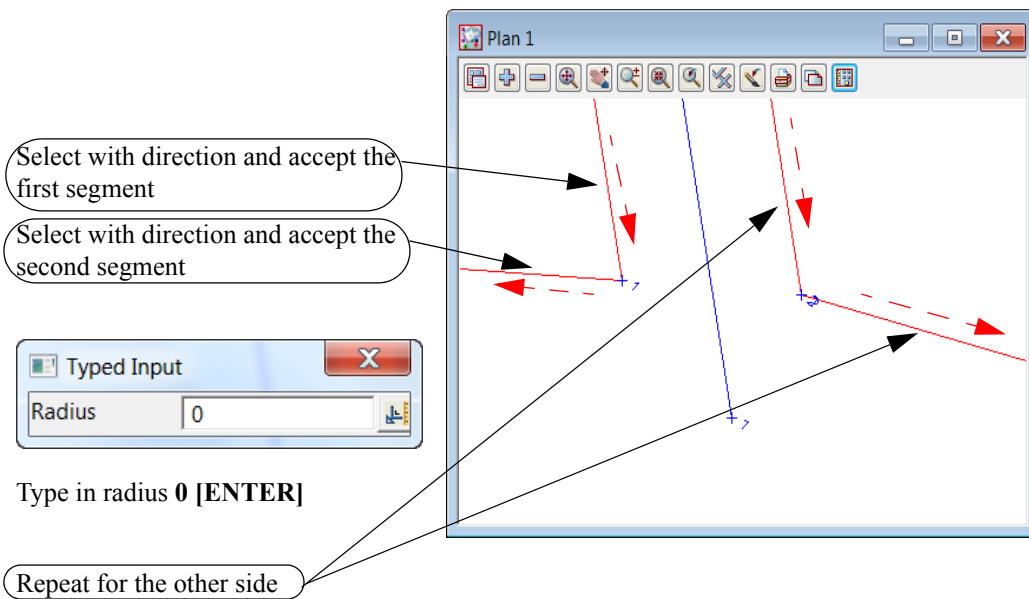 Plan 1
Select with direction and accept the
first segment
Select with direction and accept the
second segment
Typed Input
Radius
0
Type in radius 0 [ENTER]
Repeat for the other side